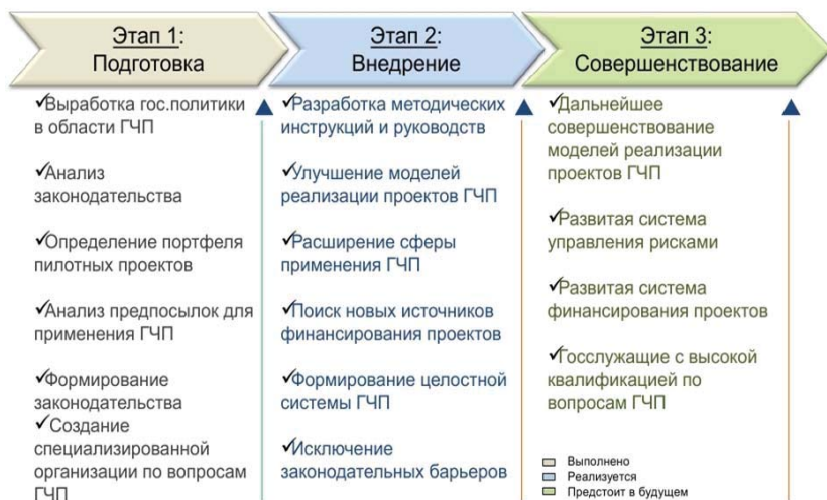 Этап 1:
Подготовка
✓Выработка гос.политики
в области ГЧП
✓Анализ
законодательства
✓Определение портфеля
пилотных проектов
✓Анализ предпосылок для
применения ГЧП
✓Формирование
законодательства
✓Создание
специализированной
организации по вопросам
ГЧП
Этап 2:
Внедрение
✓Разработка методических
инструкций и руководств
✓Улучшение моделей
реализации проектов ГЧП
✓Расширение сферы
применения ГЧП
✓Поиск новых источников
финансирования проектов
✓Формирование целостной
системы ГЧП
✓Исключение
законодательных барьеров
Этап 3:
Совершенствование
✓Дальнейшее
совершенствование
моделей реализации
проектов ГЧП
✓Развитая система
управления рисками
✓Развитая система
финансирования проектов
✓Госслужащие с высокой
квалификацией по
вопросам ГЧП
Выполнено
Реализуется
Предстоит в будущем